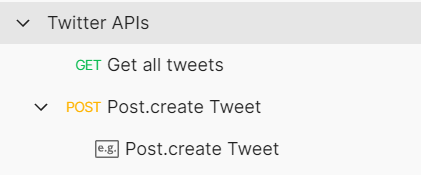 Twitter APIs
GET Get all tweets
POST Post.create Tweet
e.g. Post.create Tweet